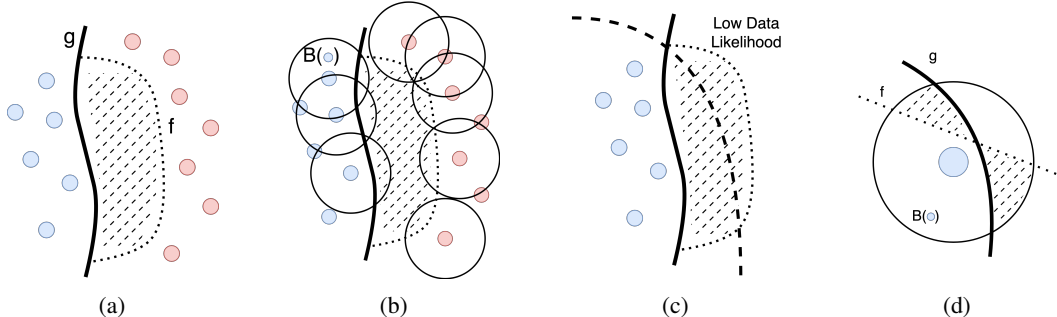 g
f
(a)
B( )
(b)
Low Data
Likelihood
(c)
g
f
B( )
(d)